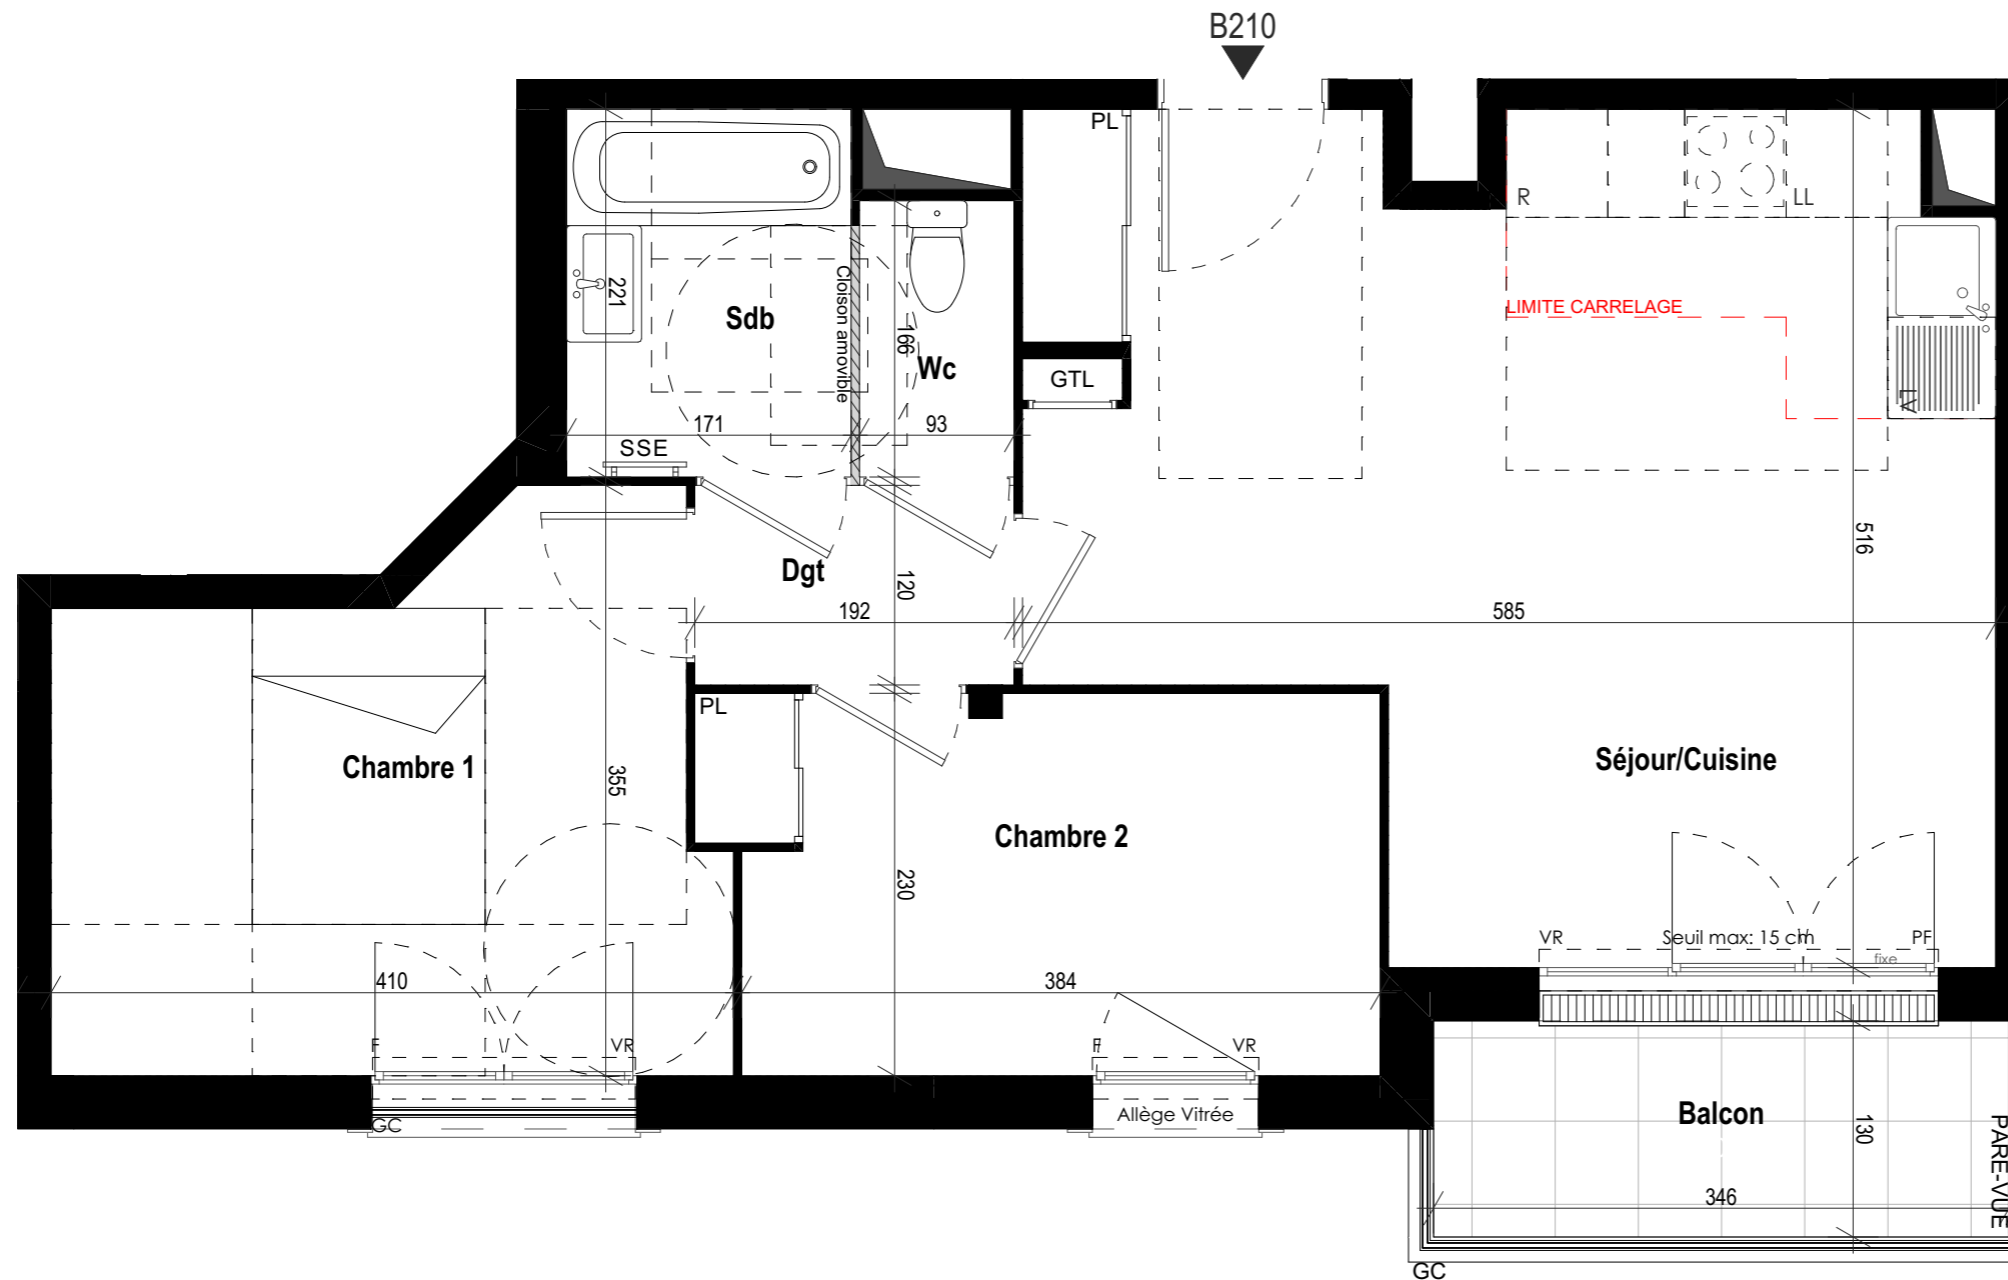 B210
PL
R
LL
221
Sdb
Cloison amovible
166
Wc
GTL
LIMITE CARRELAGE
LV
171
93
SSE
516
Dgt
120
192
585
PL
Chambre 1
355
Séjour/Cuisine
Chambre 2
230
VR
Seuil max: 15 cm
PF
fixe
410
384
F
VR
F
VR
GC
Allège Vitrée
Balcon
130
PARE-VUE
346
GC